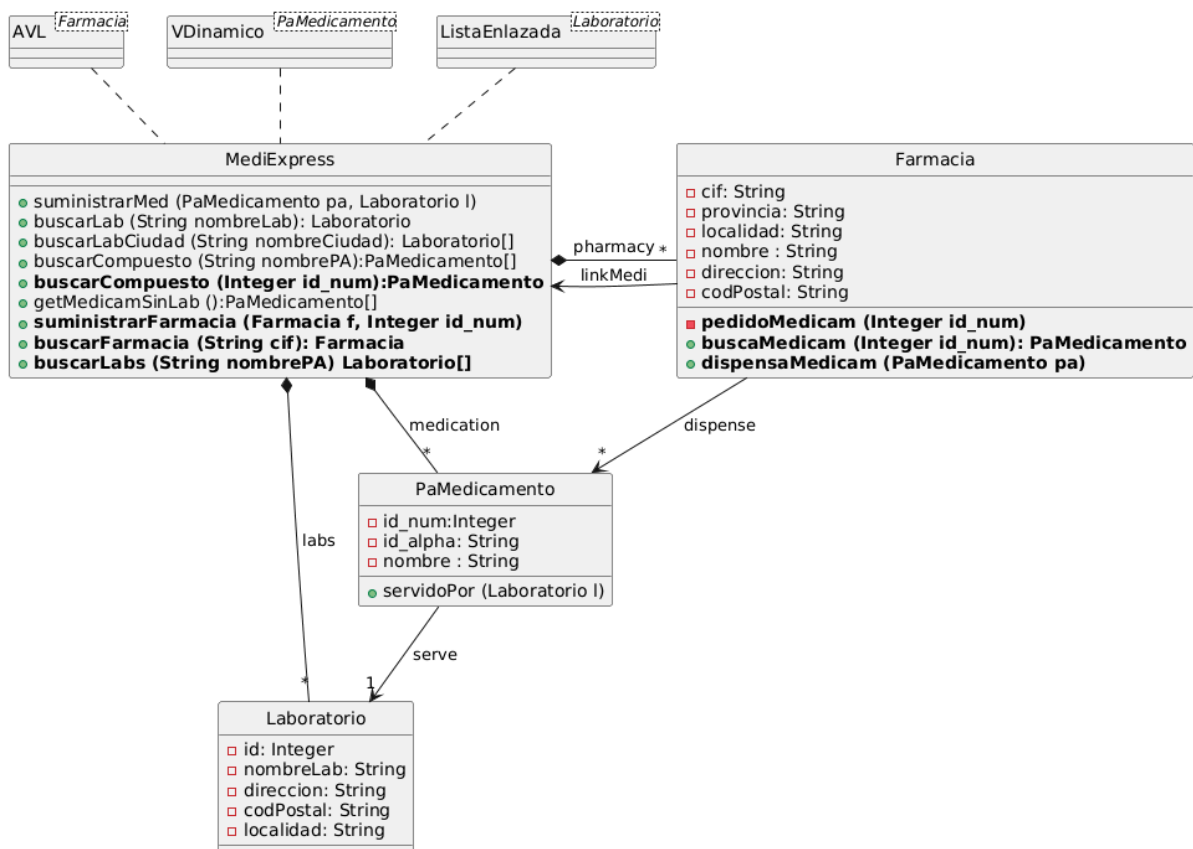 AVL
Farmacia
VDinamico
PaMedicamento
ListaEnlazada
Laboratorio
MediExpress
suministrarMed (PaMedicamento pa, Laboratorio l)
buscarLab (String nombreLab): Laboratorio
buscarLabCiudad (String nombreCiudad): Laboratorio[]
buscarCompuesto (String nombrePA):PaMedicamento[]
buscarCompuesto (Integer id_num):PaMedicamento
getMedicamSinLab ():PaMedicamento[]
suministrarFarmacia (Farmacia f, Integer id_num)
buscarFarmacia (String cif): Farmacia
buscarLabs (String nombrePA) Laboratorio[]
pharmacy
*
linkMedi
Farmacia
cif: String
provincia: String
localidad: String
nombre : String
direccion: String
codPostal: String
pedidoMedicam (Integer id_num)
buscaMedicam (Integer id_num): PaMedicamento
dispensaMedicam (PaMedicamento pa)
medication
*
dispense
*
labs
*
PaMedicamento
id_num:Integer
id_alpha: String
nombre : String
servidoPor (Laboratorio l)
serve
1
Laboratorio
id: Integer
nombreLab: String
direccion: String
codPostal: String
localidad: String